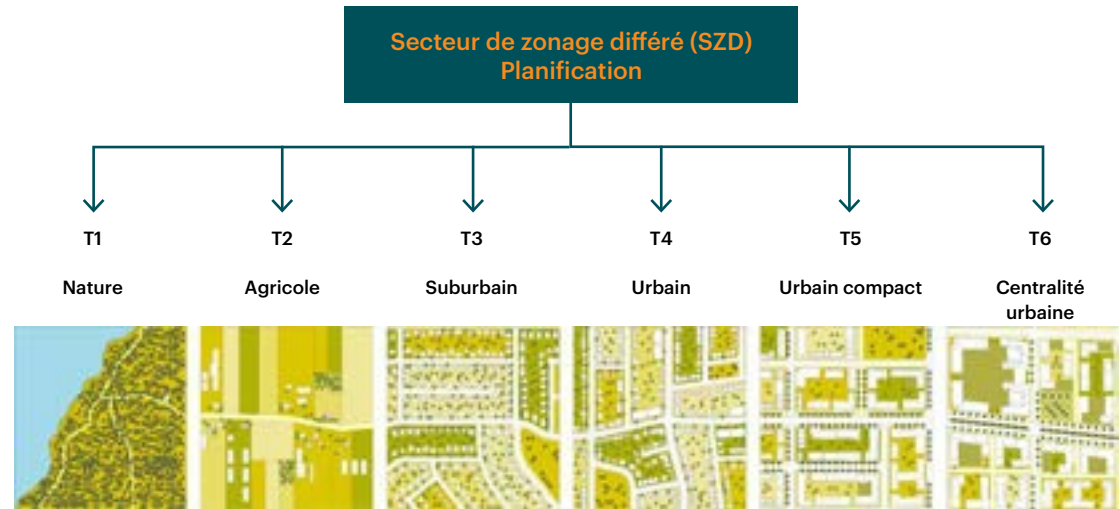 Secteur de zonage différé (SZD)
Planification
T1
T2
T3
T4
T5
T6
Nature
Agricole
Suburbain
Urbain
Urbain compact
Centralité
urbaine